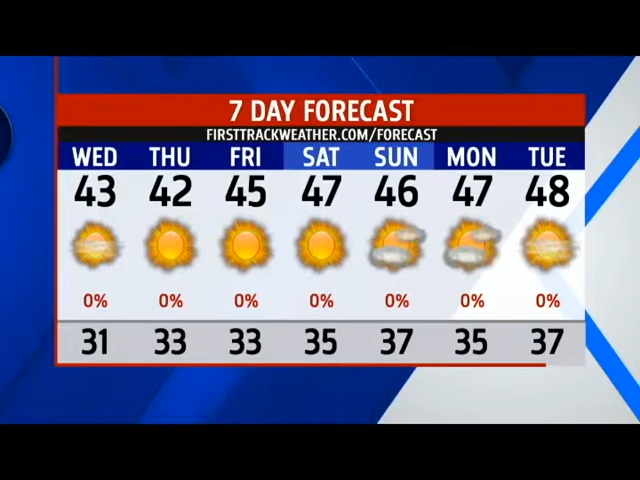 7 DAY FORECAST
FIRSTTRACKWEATHER.COM/FORECAST
WED THU FRI SAT SUN MON TUE
43 42 45 47 46 47 48
0% 0% 0% 0% 0% 0% 0%
31 33 33 35 37 35 37